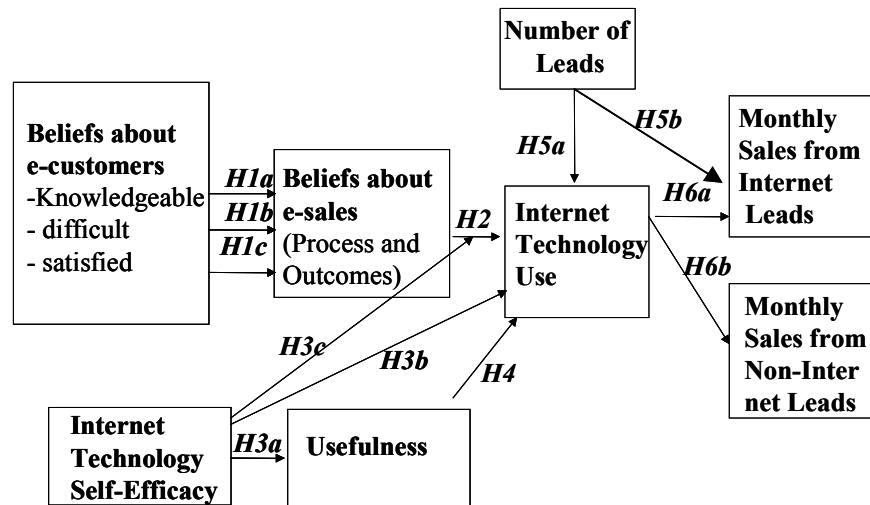 Number of
Leads
Beliefs about
e-customers
-Knowledgeable
- difficult
- satisfied
H1a
H1b
H1c
Beliefs about
e-sales
(Process and
Outcomes)
H2
H5a
H5b
Internet
Technology
Use
H6a
H6b
Monthly
Sales from
Internet
Leads
Monthly
Sales from
Non-Inter
net Leads
H3c
H3b
H4
Internet
Technology
Self-Efficacy
H3a
Usefulness